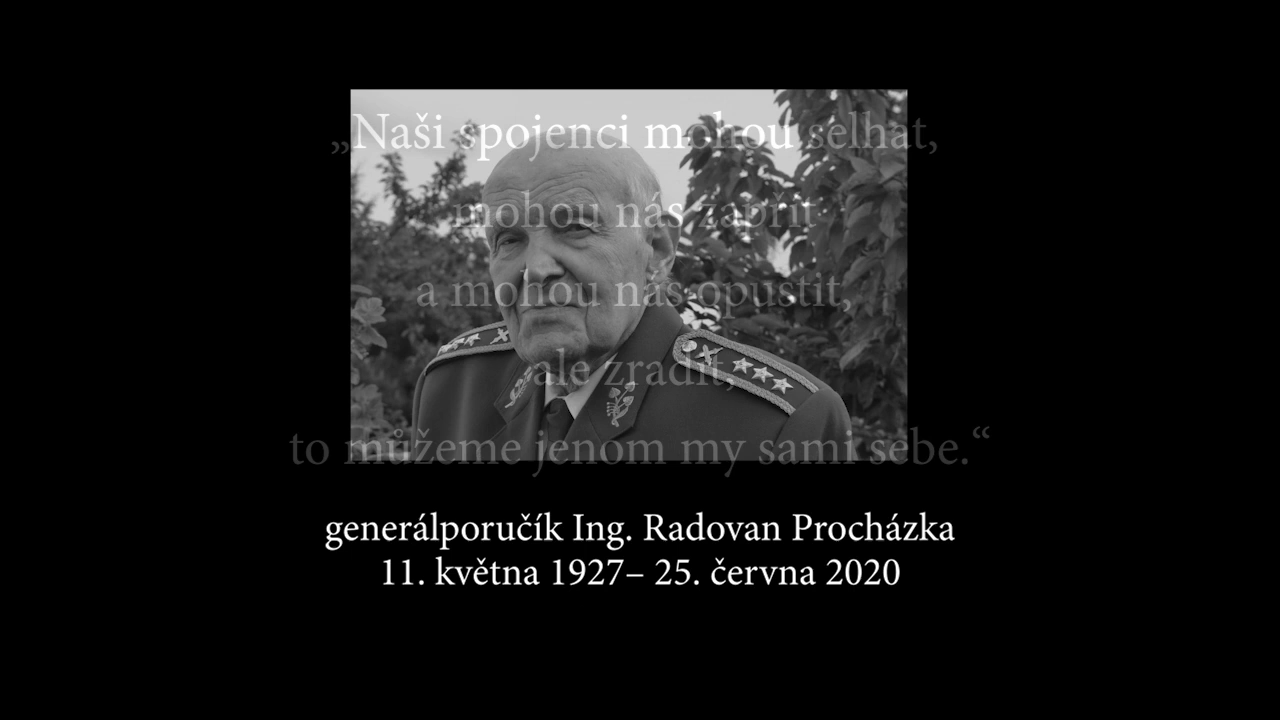 „Naši spojenci mohou selhat,
mohou nás zapřít
a mohou nás opustit,
ale zradit,
to můžeme jenom my sami sebe.“
generálporučík Ing. Radovan Procházka
11. května 1927– 25. června 2020